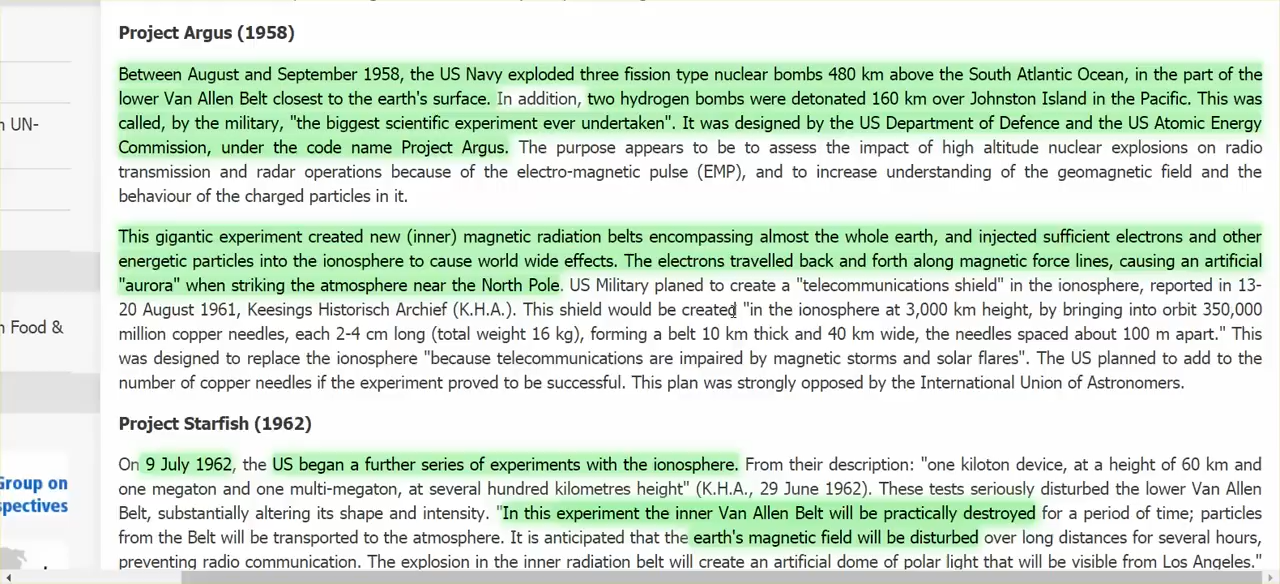 Project Argus (1958)
Between August and September 1958, the US Navy exploded three fission type nuclear bombs 480 km above the South Atlantic Ocean, in the part of the
lower Van Allen Belt closest to the earth's surface. In addition, two hydrogen bombs were detonated 160 km over Johnston Island in the Pacific. This was
called, by the military, "the biggest scientific experiment ever undertaken". It was designed by the US Department of Defence and the US Atomic Energy
Commission, under the code name Project Argus. The purpose appears to be to assess the impact of high altitude nuclear explosions on radio
transmission and radar operations because of the electro-magnetic pulse (EMP), and to increase understanding of the geomagnetic field and the
behaviour of the charged particles in it.
This gigantic experiment created new (inner) magnetic radiation belts encompassing almost the whole earth, and injected sufficient electrons and other
energetic particles into the ionosphere to cause world wide effects. The electrons travelled back and forth along magnetic force lines, causing an artificial
"aurora" when striking the atmosphere near the North Pole. US Military planed to create a "telecommunications shield" in the ionosphere, reported in 13-
20 August 1961, Keesings Historisch Archief (K.H.A.). This shield would be created "in the ionosphere at 3,000 km height, by bringing into orbit 350,000
million copper needles, each 2-4 cm long (total weight 16 kg), forming a belt 10 km thick and 40 km wide, the needles spaced about 100 m apart." This
was designed to replace the ionosphere "because telecommunications are impaired by magnetic storms and solar flares". The US planned to add to the
number of copper needles if the experiment proved to be successful. This plan was strongly opposed by the International Union of Astronomers.
Project Starfish (1962)
On 9 July 1962, the US began a further series of experiments with the ionosphere. From their description: "one kiloton device, at a height of 60 km and
one megaton and one multi-megaton, at several hundred kilometres height" (K.H.A., 29 June 1962). These tests seriously disturbed the lower Van Allen
Belt, substantially altering its shape and intensity. "In this experiment the inner Van Allen Belt will be practically destroyed for a period of time; particles
from the Belt will be transported to the atmosphere. It is anticipated that the earth's magnetic field will be disturbed over long distances for several hours,
preventing radio communication. The explosion in the inner radiation belt will create an artificial dome of polar light that will be visible from Los Angeles."
n UN-
n Food &
Group on
spectives